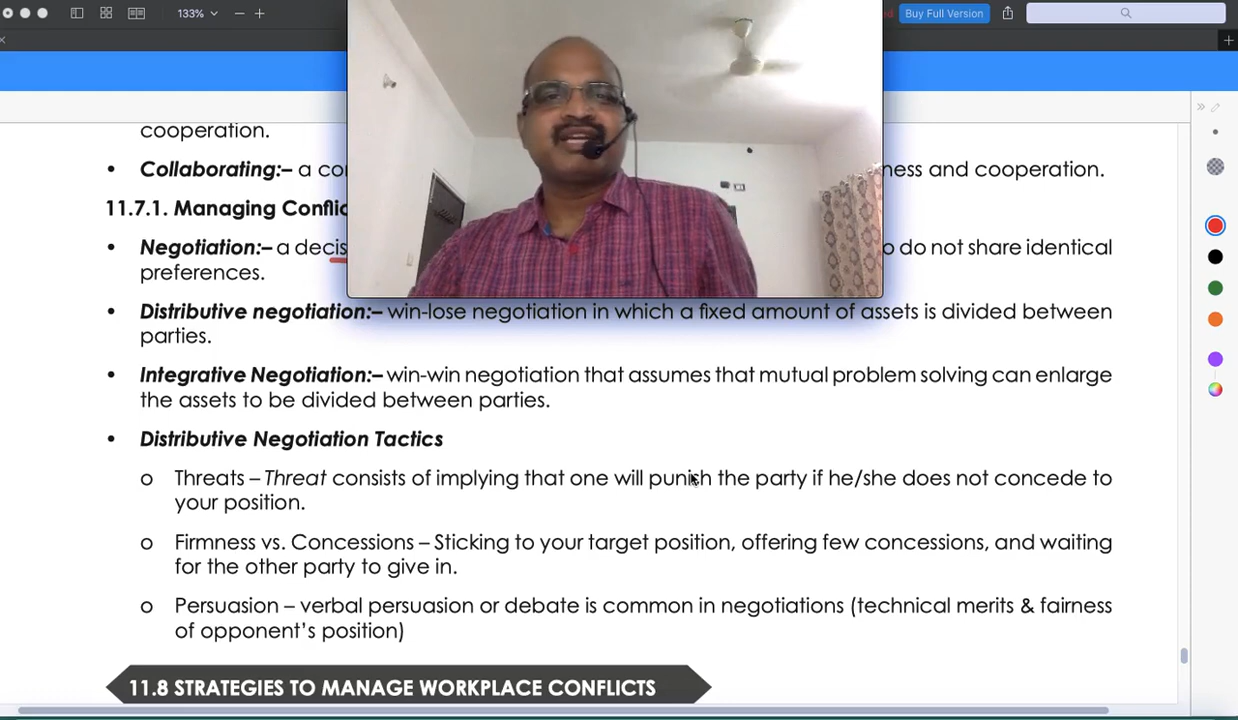 133%
Buy Full Version
cooperation.
• Collaborating:– a
ness and cooperation.
11.7.1. Managing
• Negotiation:– a
do not share identical
preferences.
• Distributive negotiation:– win-lose negotiation in which a fixed amount of assets is divided between
parties.
• Integrative Negotiation:– win-win negotiation that assumes that mutual problem solving can enlarge
the assets to be divided between parties.
• Distributive Negotiation Tactics
o Threats – Threat consists of implying that one will punish the party if he/she does not concede to
your position.
o Firmness vs. Concessions – Sticking to your target position, offering few concessions, and waiting
for the other party to give in.
o Persuasion – verbal persuasion or debate is common in negotiations (technical merits & fairness
of opponent's position)
11.8 STRATEGIES TO MANAGE WORKPLACE CONFLICTS